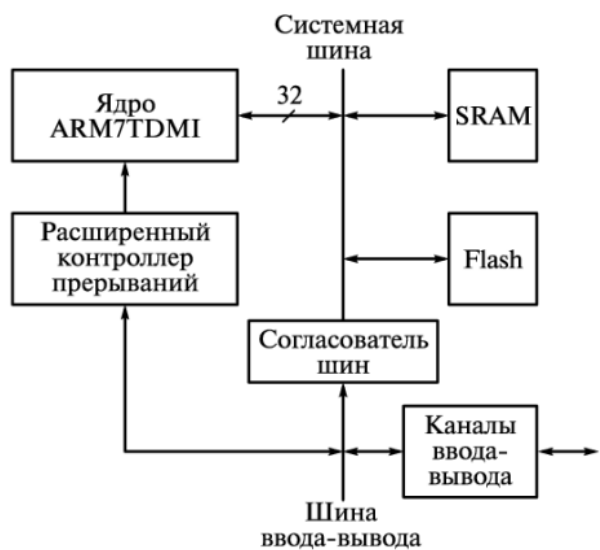 Системная
шина
Ядро
ARM7TDMI
32
SRAM
Расширенный
контроллер
прерываний
Flash
Согласователь
шин
Каналы
ввода-
вывода
Шина
ввода-вывода